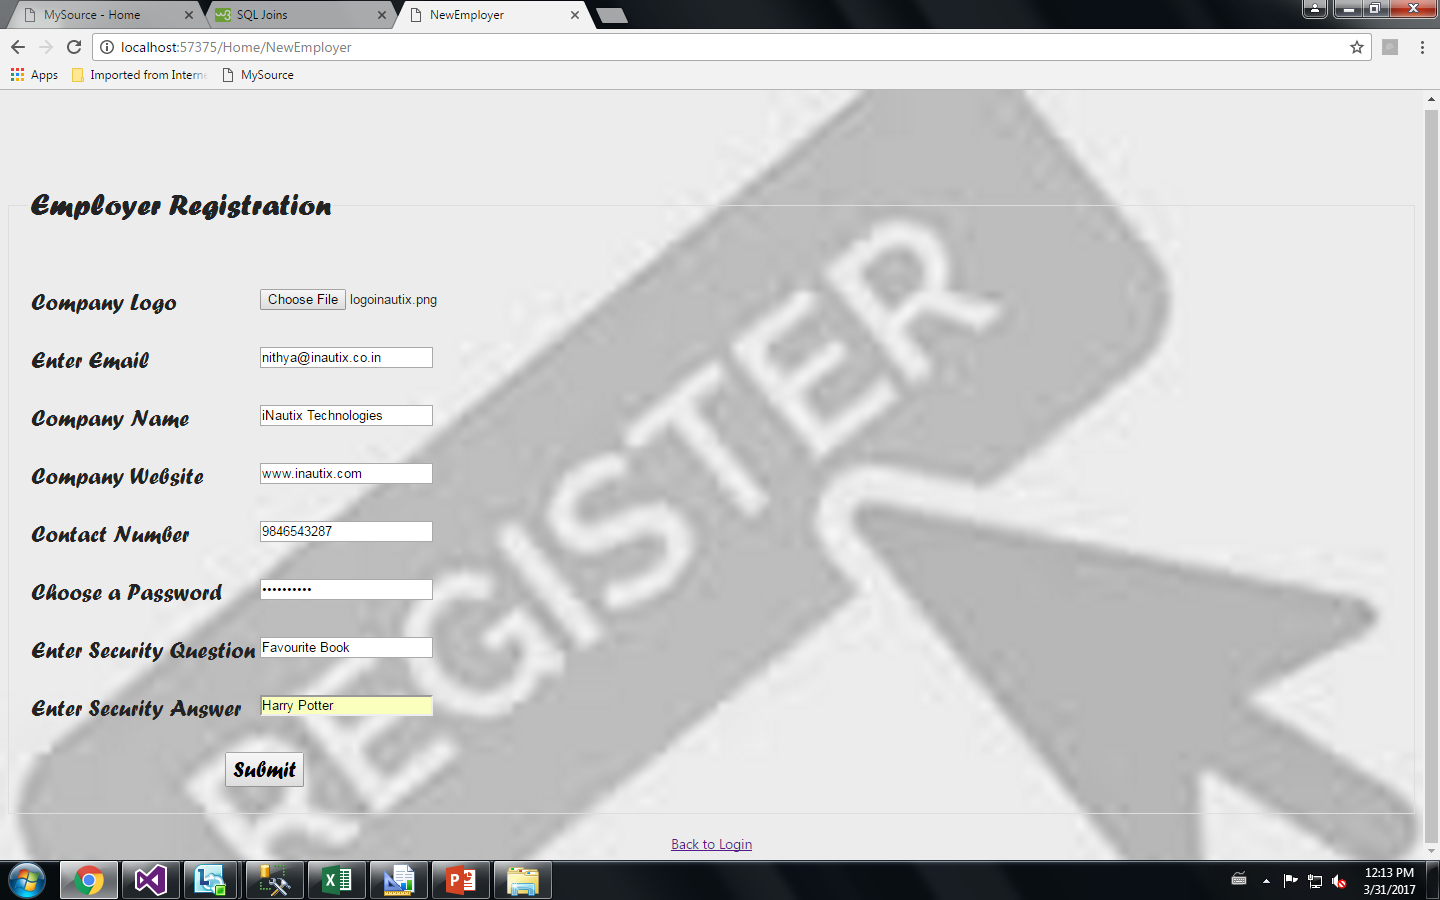 MySource - Home
SQL Joins
NewEmployer
localhost:57375/Home/NewEmployer
Apps
Imported from Intern
MySource
Employer Registration
Company Logo Choose File logoinautix.png
Enter Email nithya@inautix.co.in
Company Name iNautix Technologies
Company Website www.inautix.com
Contact Number 9846543287
Choose a Password ••••••••••
Enter Security Question Favourite Book
Enter Security Answer Harry Potter
Submit
REGISTER
Back to Login
12:13 PM
3/31/2017